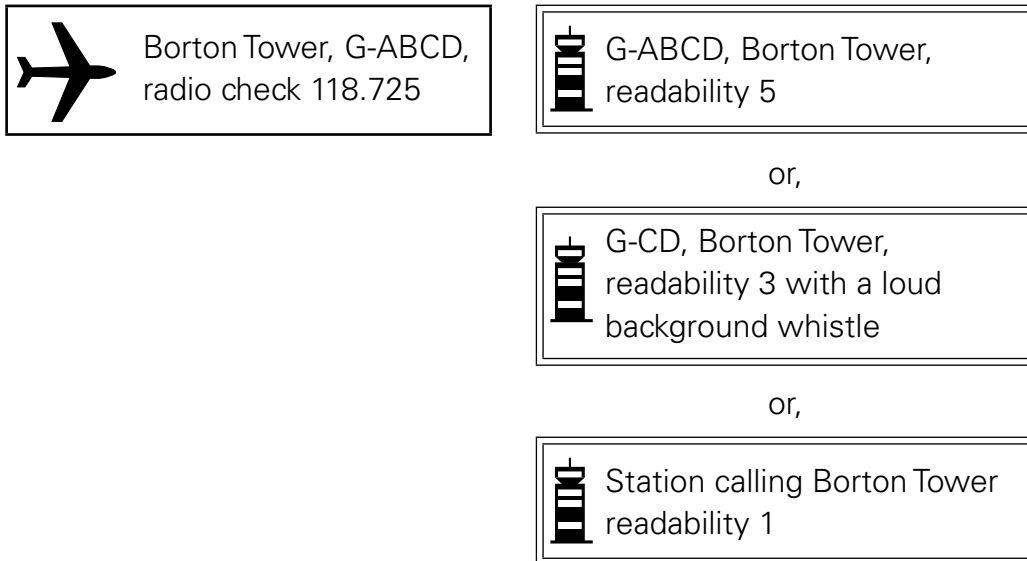 Borton Tower, G-ABCD,
radio check 118.725
G-ABCD, Borton Tower,
readability 5
or,
G-CD, Borton Tower,
readability 3 with a loud
background whistle
or,
Station calling Borton Tower
readability 1